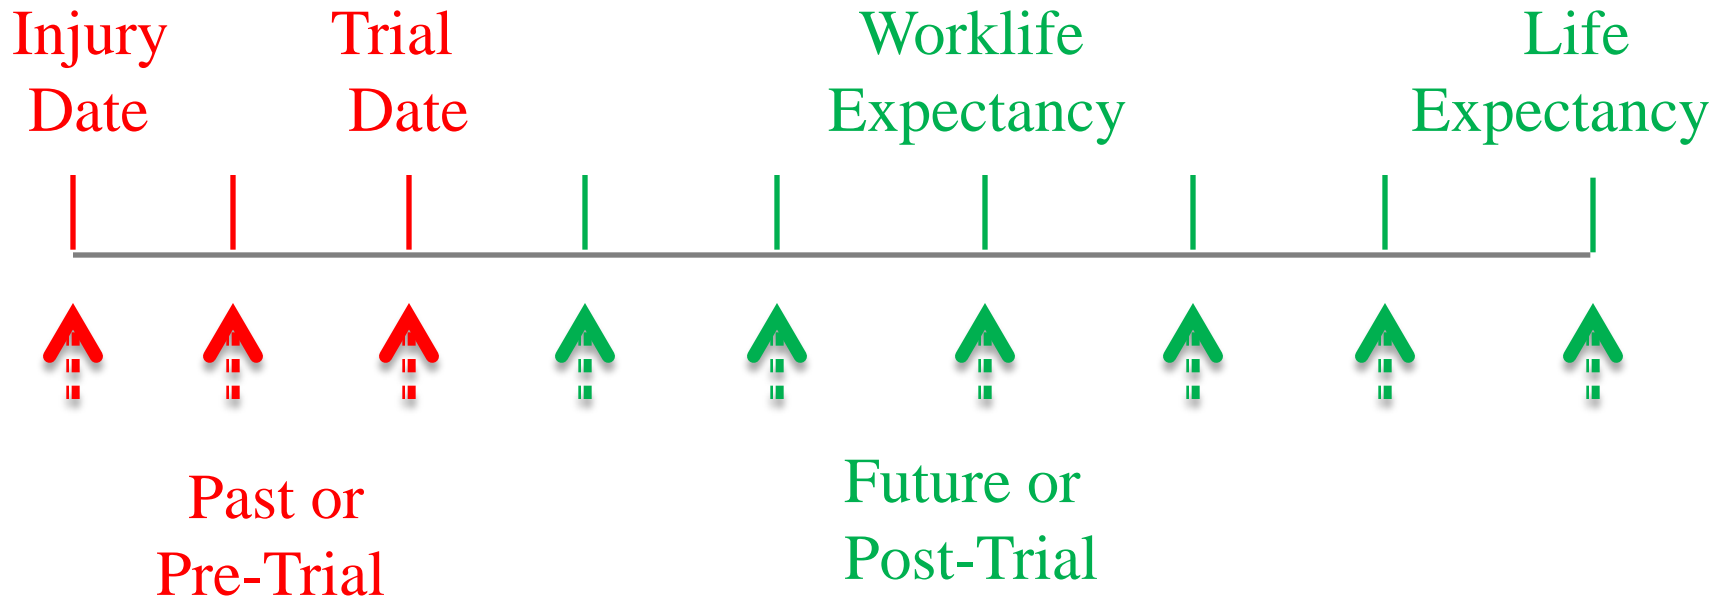 Injury
Date
Trial
Date
Worklife
Expectancy
Life
Expectancy
Past or
Pre-Trial
Future or
Post-Trial